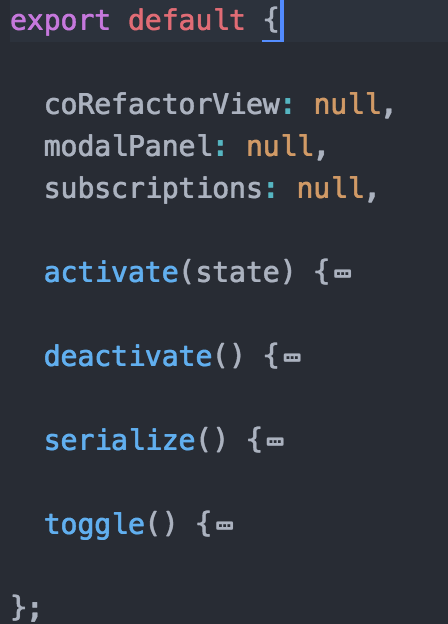 export default {
coRefactorView: null,
modalPanel: null,
subscriptions: null,
activate(state) {…
deactivate() {…
serialize() {…
toggle() {…
};